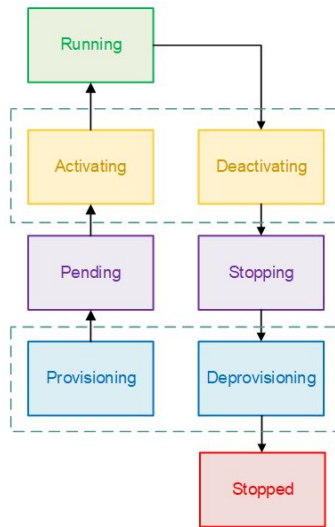 Running
Activating
Deactivating
Pending
Stopping
Provisioning
Deprovisioning
Stopped